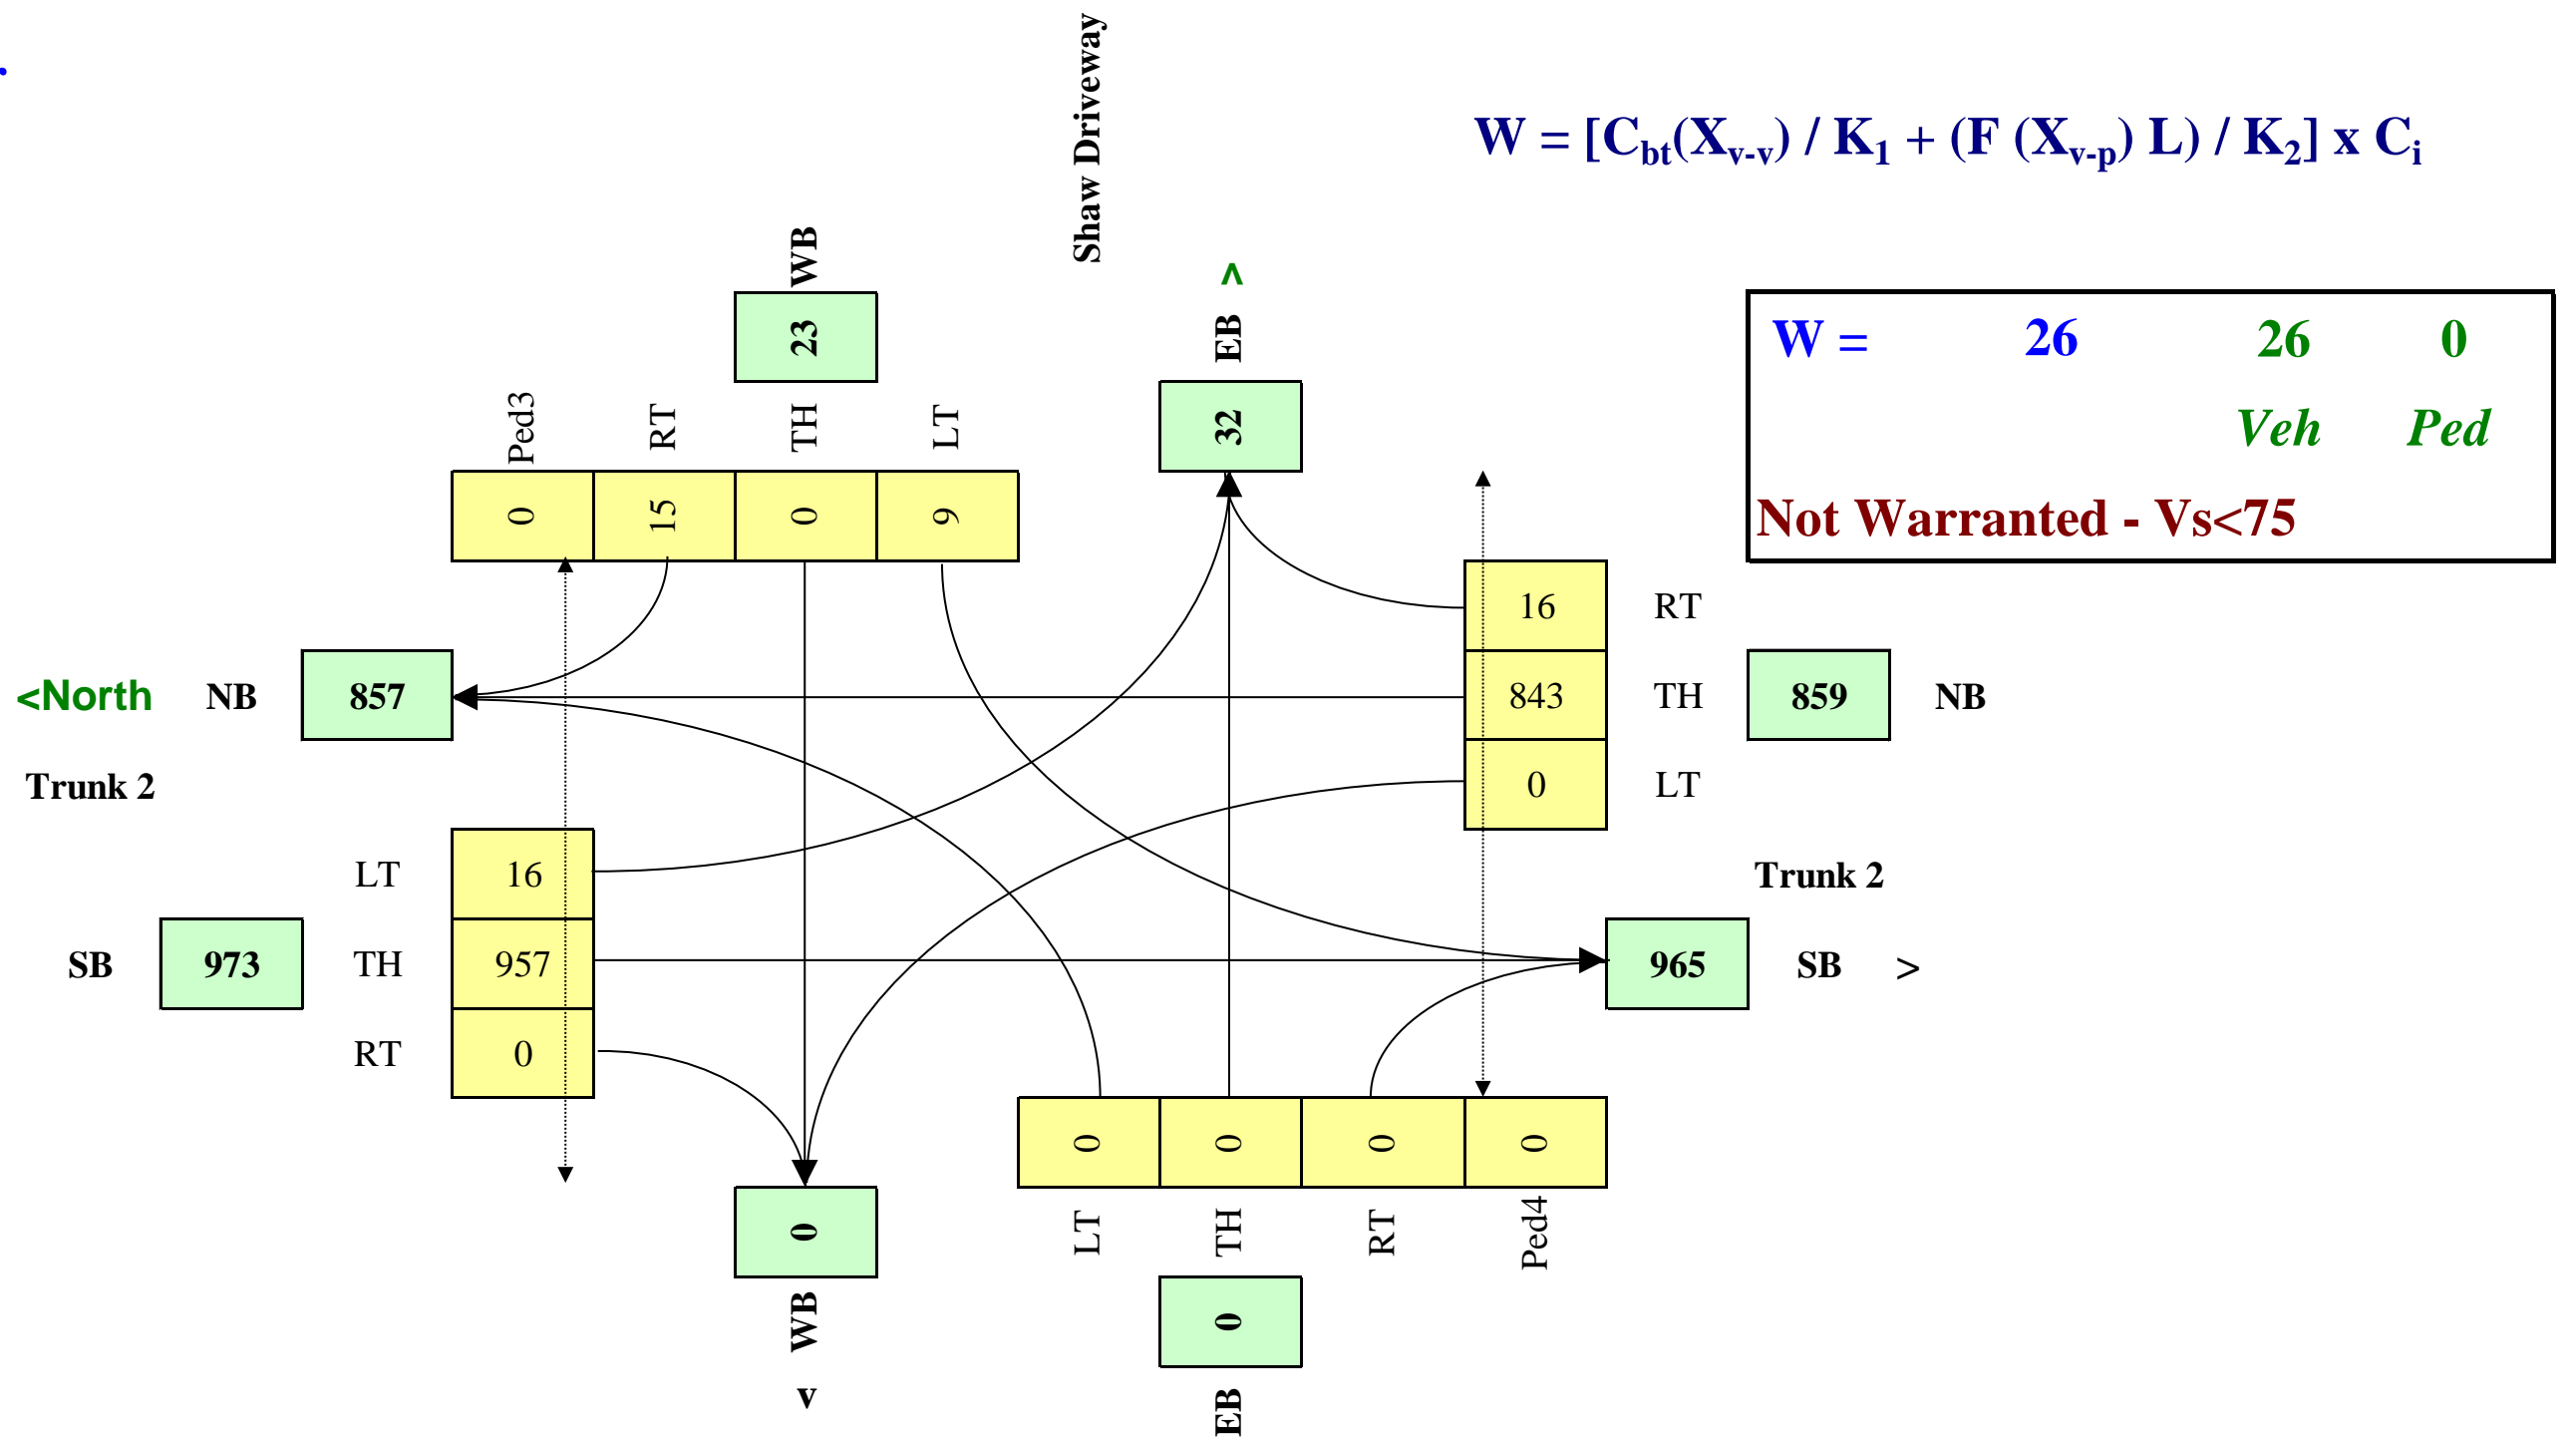 Shaw Driveway
W = [Cbt(Xv-v) / K1 + (F (Xv-p) L) / K2] x Ci
WB
23
^
EB
32
W = 26 26 0
Veh Ped
Not Warranted - Vs<75
Ped3 RT TH LT
0 15 0 9
16 RT
<North NB 857
843 TH 859 NB
Trunk 2
0 LT
LT 16
Trunk 2
SB 973 TH 957
965 SB >
RT 0
0 0 0 0
LT TH RT Ped4
0
WB
v
0
EB